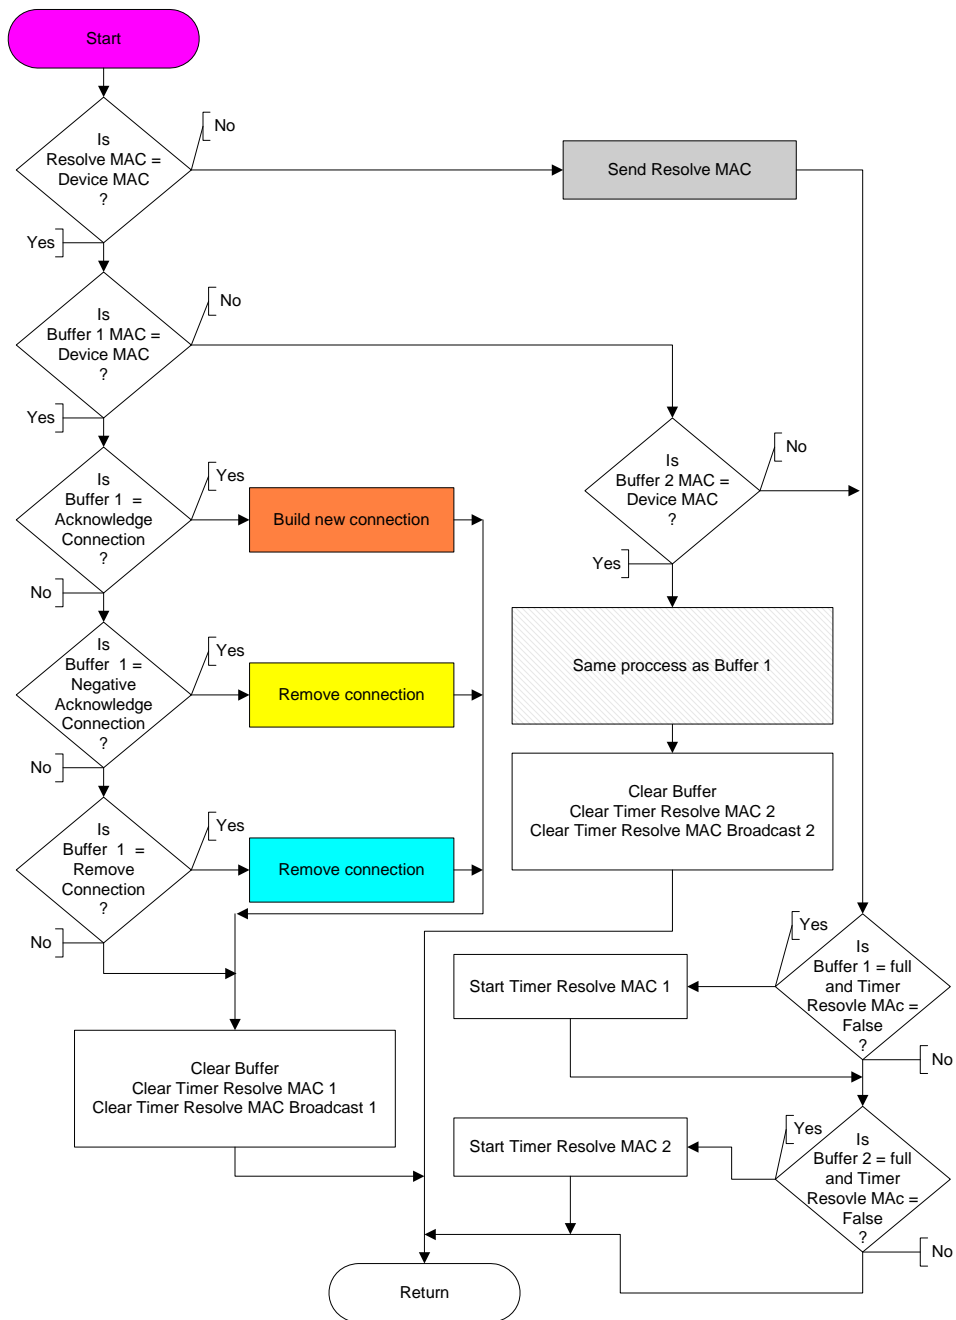 Start
Is
Resolve MAC =
Device MAC
?
No
Send Resolve MAC
Yes
Is
Buffer 1 MAC =
Device MAC
?
No
Yes
Is
Buffer 2 MAC =
Device MAC
?
No
Yes
Is
Buffer 1 =
Acknowledge
Connection
?
Yes
Build new connection
No
Is
Buffer 1 =
Negative
Acknowledge
Connection
?
Yes
Remove connection
No
Same proccess as Buffer 1
Is
Buffer 1 =
Remove
Connection
?
Yes
Remove connection
No
Clear Buffer
Clear Timer Resolve MAC 2
Clear Timer Resolve MAC Broadcast 2
Is
Buffer 1 = full
and Timer
Resovle MAc =
False
?
Yes
Start Timer Resolve MAC 1
No
Clear Buffer
Clear Timer Resolve MAC 1
Clear Timer Resolve MAC Broadcast 1
Is
Buffer 2 = full
and Timer
Resovle MAc =
False
?
Yes
Start Timer Resolve MAC 2
No
Return